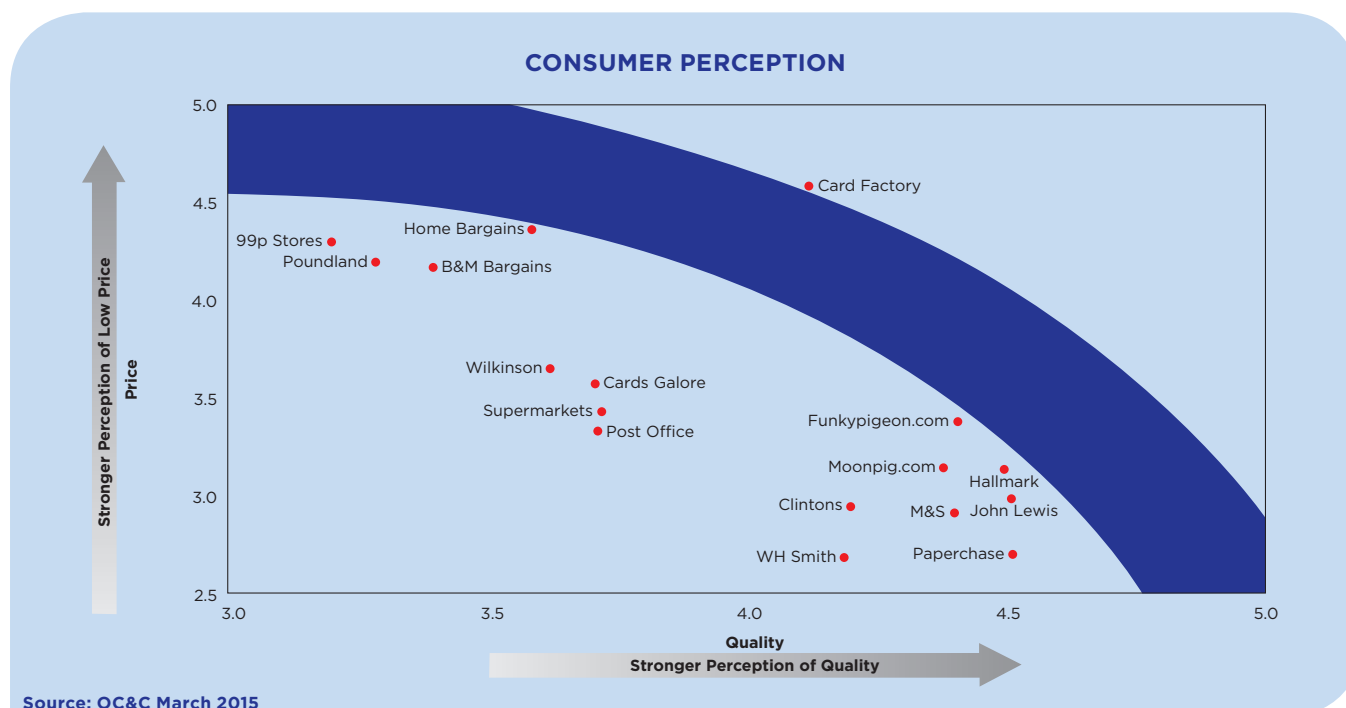 CONSUMER PERCEPTION
5.0
4.5
4.0
3.5
3.0
2.5
Stronger Perception of Low Price
Price
Card Factory
Home Bargains
99p Stores
Poundland
B&M Bargains
Wilkinson
Cards Galore
Supermarkets
Post Office
Funkypigeon.com
Moonpig.com
Hallmark
Clintons
M&S
John Lewis
WH Smith
Paperchase
3.0
3.5
4.0
4.5
5.0
Quality
Stronger Perception of Quality
Source: OC&C March 2015